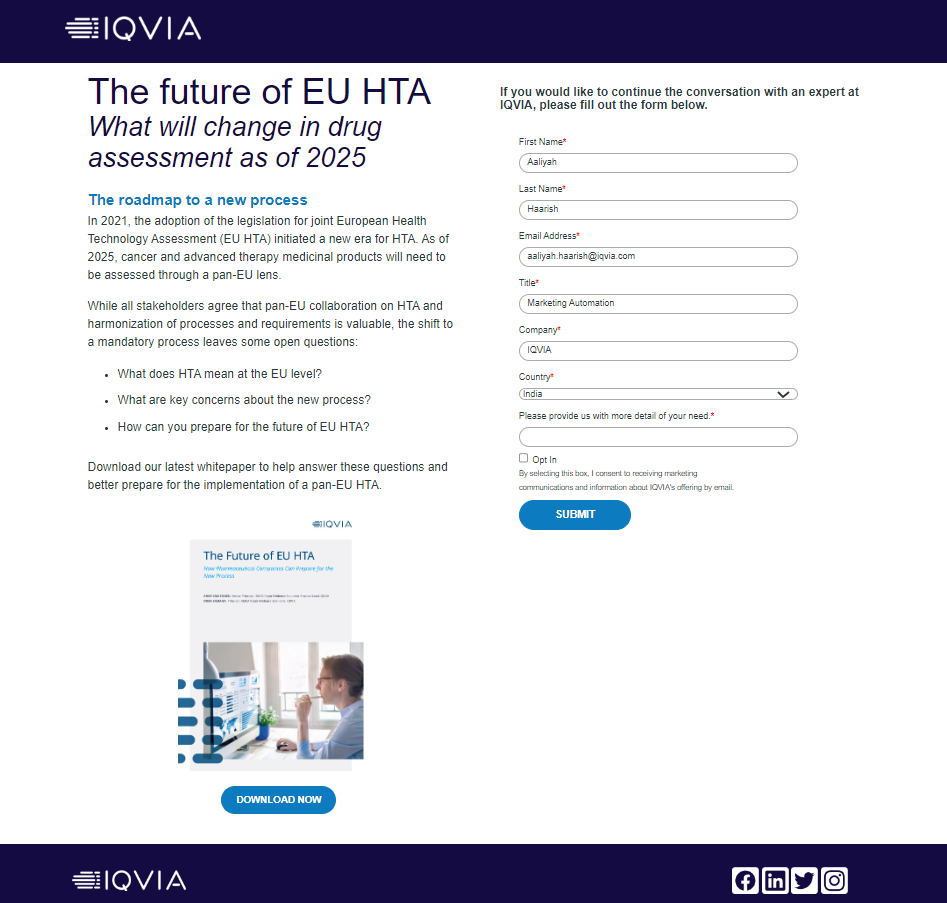 IQVIA
The future of EU HTA
What will change in drug
assessment as of 2025
The roadmap to a new process
In 2021, the adoption of the legislation for joint European Health
Technology Assessment (EU HTA) initiated a new era for HTA. As of
2025, cancer and advanced therapy medicinal products will need to
be assessed through a pan-EU lens.
While all stakeholders agree that pan-EU collaboration on HTA and
harmonization of processes and requirements is valuable, the shift to
a mandatory process leaves some open questions:
• What does HTA mean at the EU level?
• What are key concerns about the new process?
• How can you prepare for the future of EU HTA?
Download our latest whitepaper to help answer these questions and
better prepare for the implementation of a pan-EU HTA.
IQVIA
The Future of EU HTA
How Pharmaceutical Companies Can Prepare for the
New Process
DOWNLOAD NOW
If you would like to continue the conversation with an expert at
IQVIA, please fill out the form below.
First Name*
Aaliyah
Last Name*
Haarish
Email Address*
aaliyah.haarish@iqvia.com
Title*
Marketing Automation
Company*
IQVIA
Country*
India
Please provide us with more detail of your need.*
Opt In
By selecting this box, I consent to receiving marketing
communications and information about IQVIA's offering by email.
SUBMIT
IQVIA